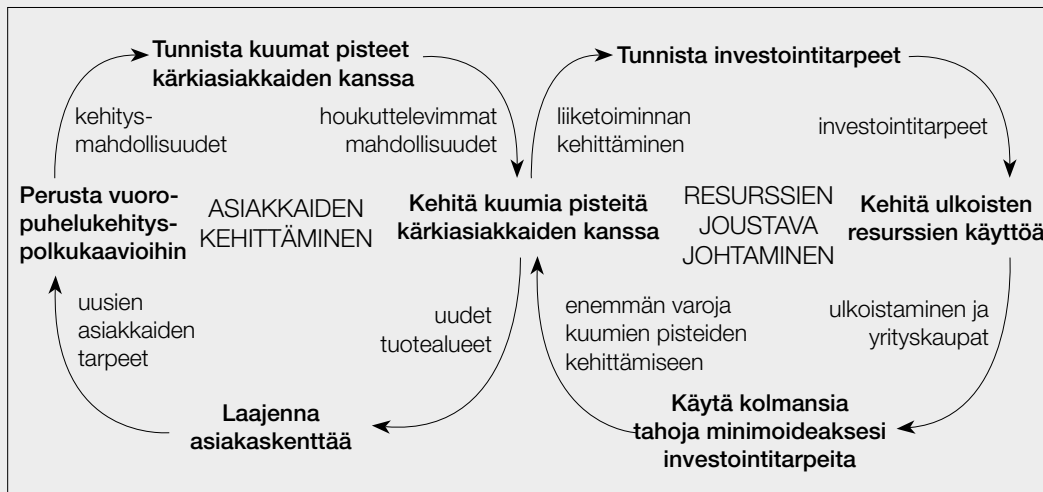 Tunnista kuumat pisteet
kärkiasiakkaiden kanssa
Tunnista investointitarpeet
kehitys-
mahdollisuudet
houkuttelevimmat
mahdollisuudet
liiketoiminnan
kehittäminen
investointitarpeet
Perusta vuoro-
puhelukehitys-
polkukaavioihin
ASIAKKAIDEN
KEHITTÄMINEN
Kehitä kuumia pisteitä
kärkiasiakkaiden kanssa
RESURSSIEN
JOUSTAVA
JOHTAMINEN
Kehitä ulkoisten
resurssien käyttöä
uusien
asiakkaiden
tarpeet
uudet
tuotealueet
enemmän varoja
kuumien pisteiden
kehittämiseen
ulkoistaminen ja
yrityskaupat
Laajenna
asiakaskenttää
Käytä kolmansia
tahoja minimoideaksesi
investointitarpeita